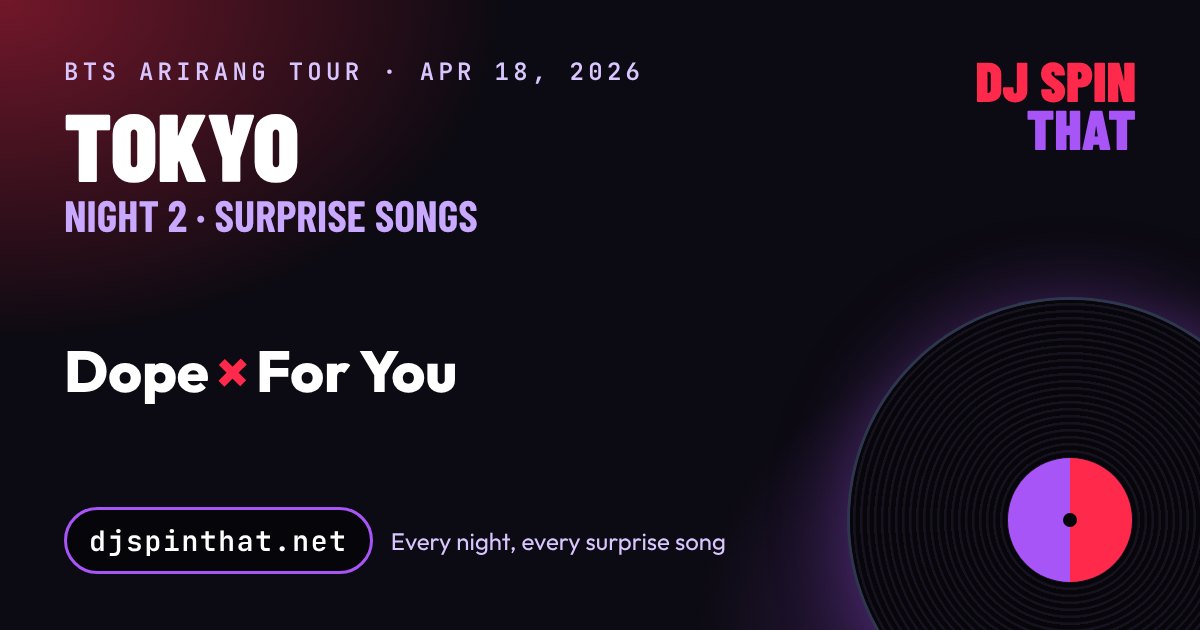 BTS ARIRANG TOUR · APR 18, 2026
TOKYO
NIGHT 2 · SURPRISE SONGS
DJ SPIN
THAT
Dope × For You
djspinthat.net
Every night, every surprise song